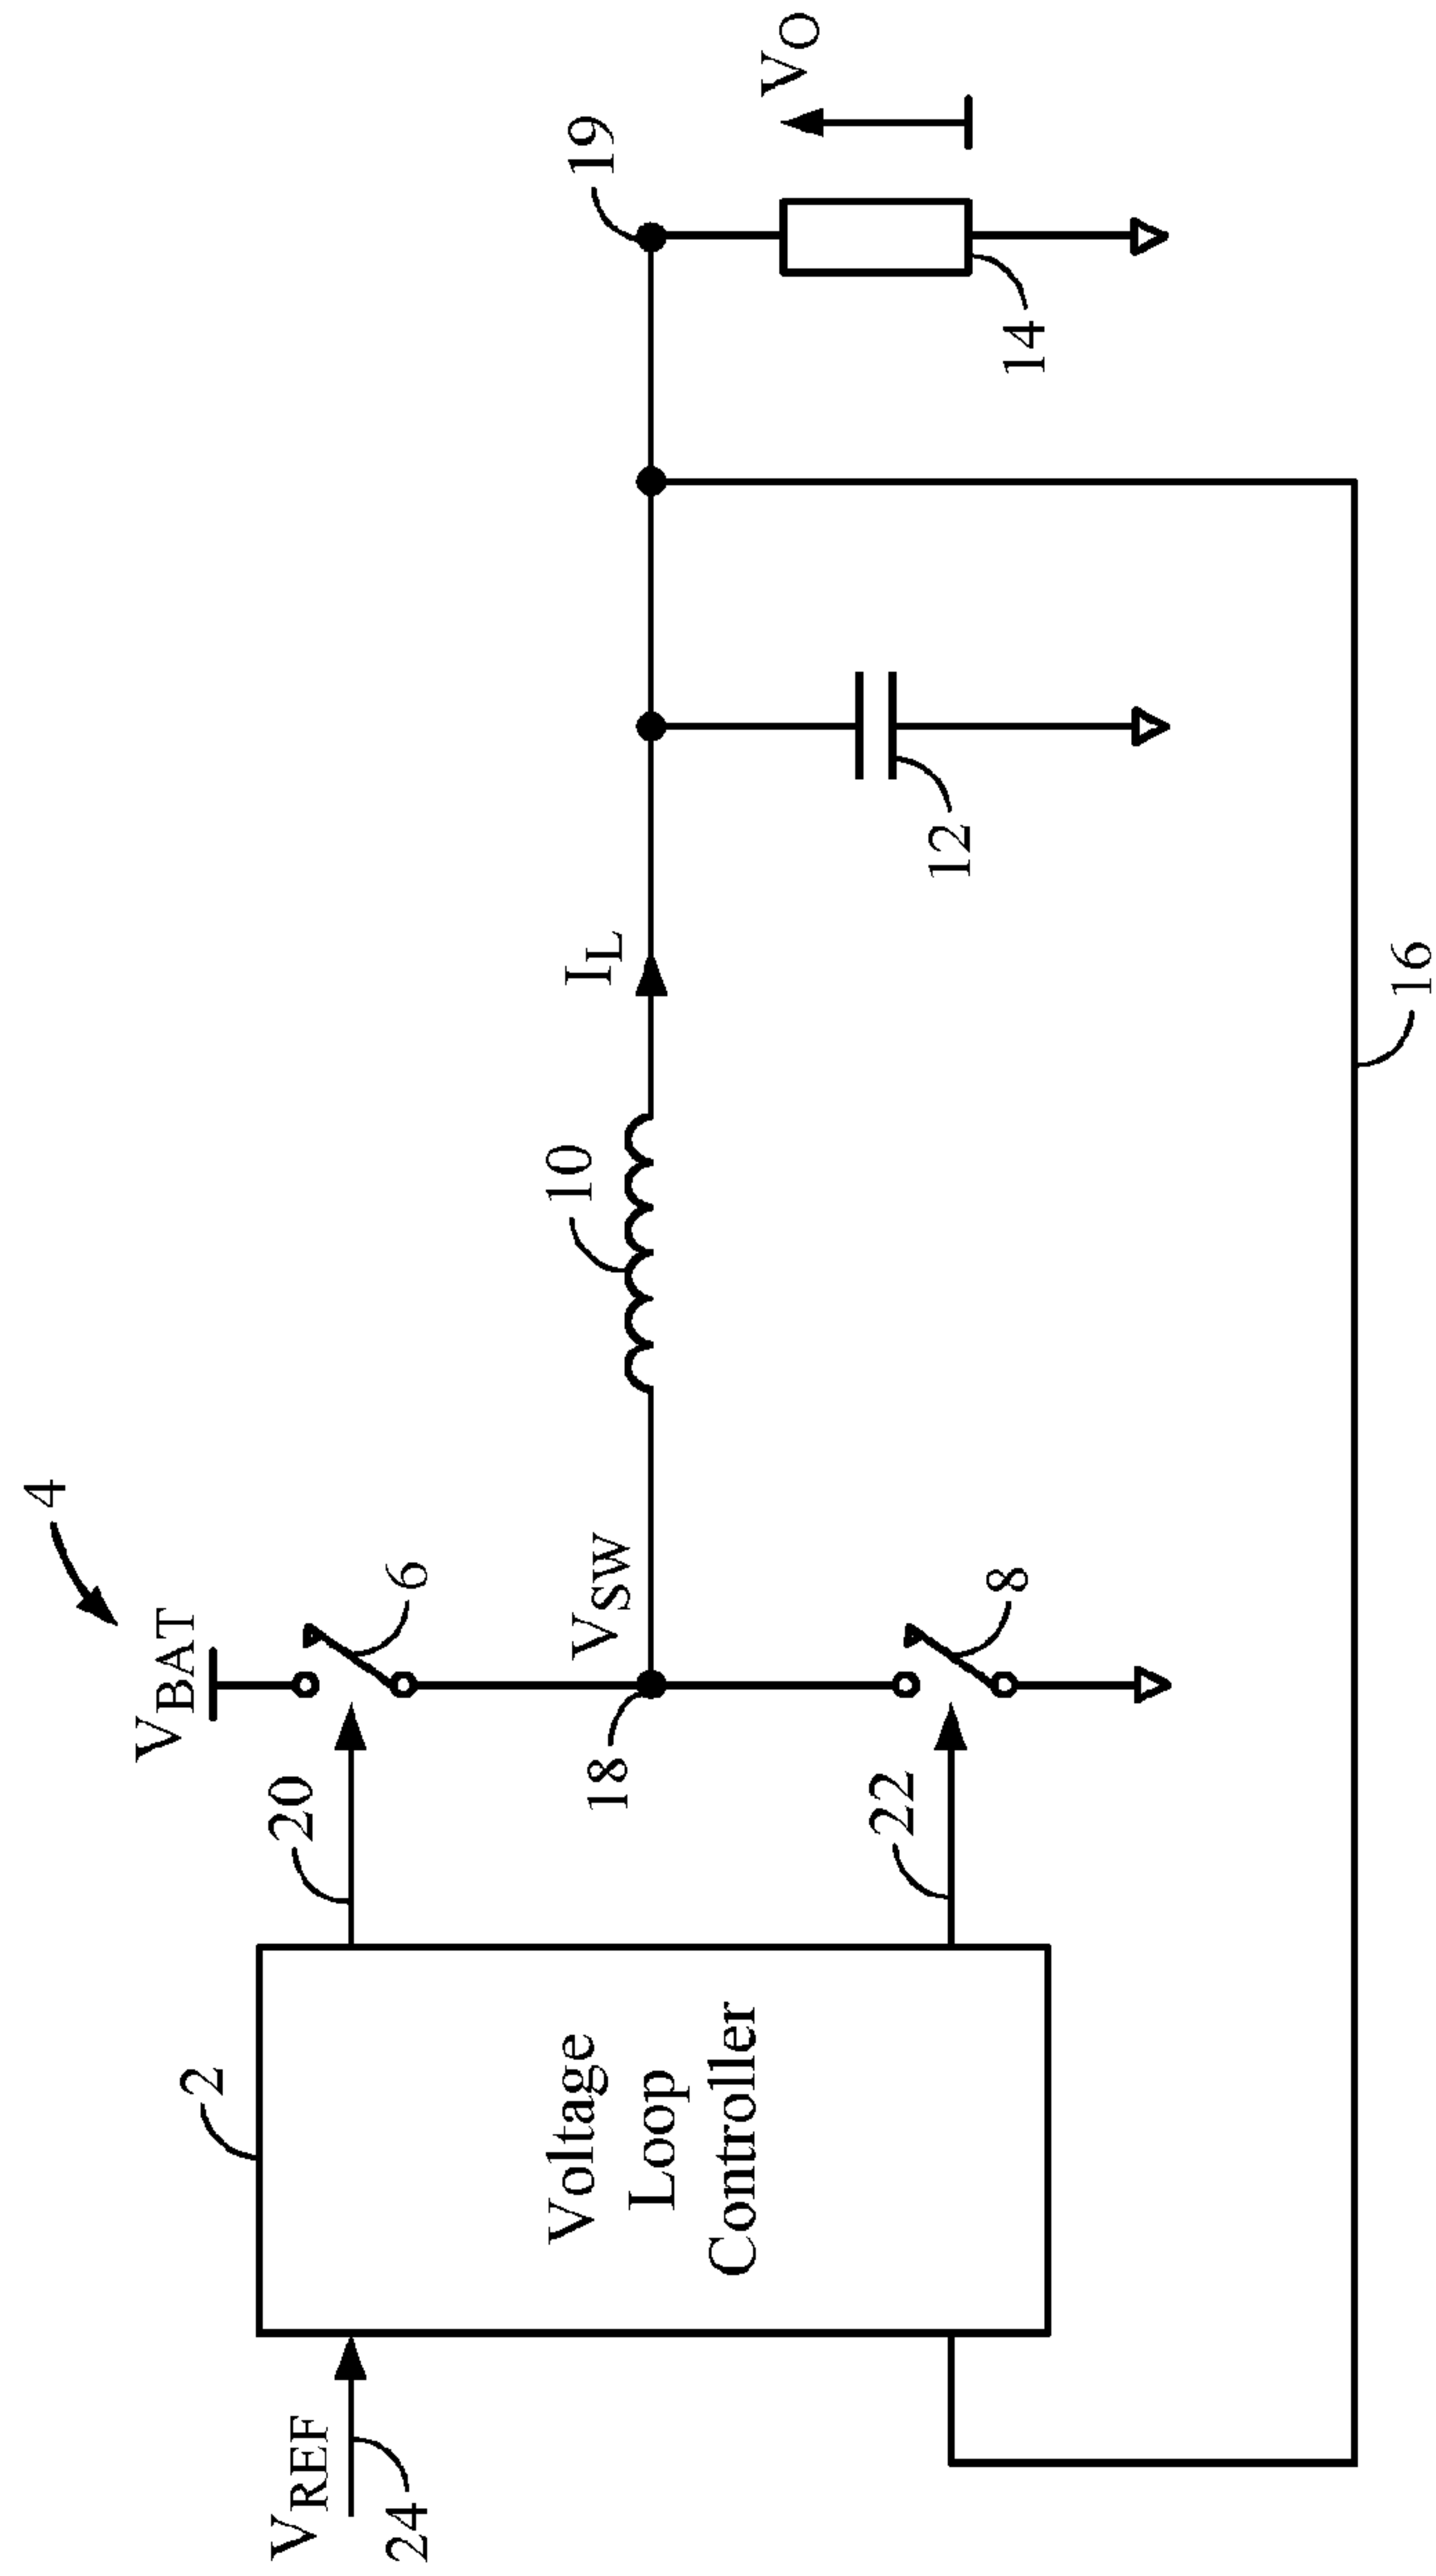 4
V_BAT
2
20
6
V_REF
24
Voltage
Loop
Controller
18
V_SW
10
I_L
19
22
8
12
14
V_O
16